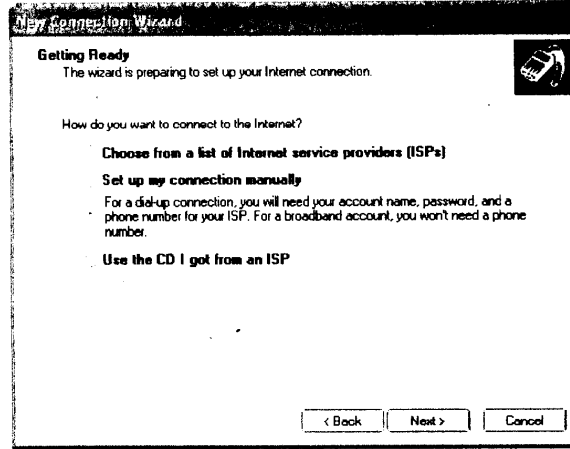 New Connection Wizard
Getting Ready
The wizard is preparing to set up your Internet connection.
How do you want to connect to the Internet?
Choose from a list of Internet service providers (ISPs)
Set up my connection manually
For a dial-up connection, you will need your account name, password, and a
phone number for your ISP. For a broadband account, you won't need a phone
number.
Use the CD I got from an ISP
< Back
Next >
Cancel